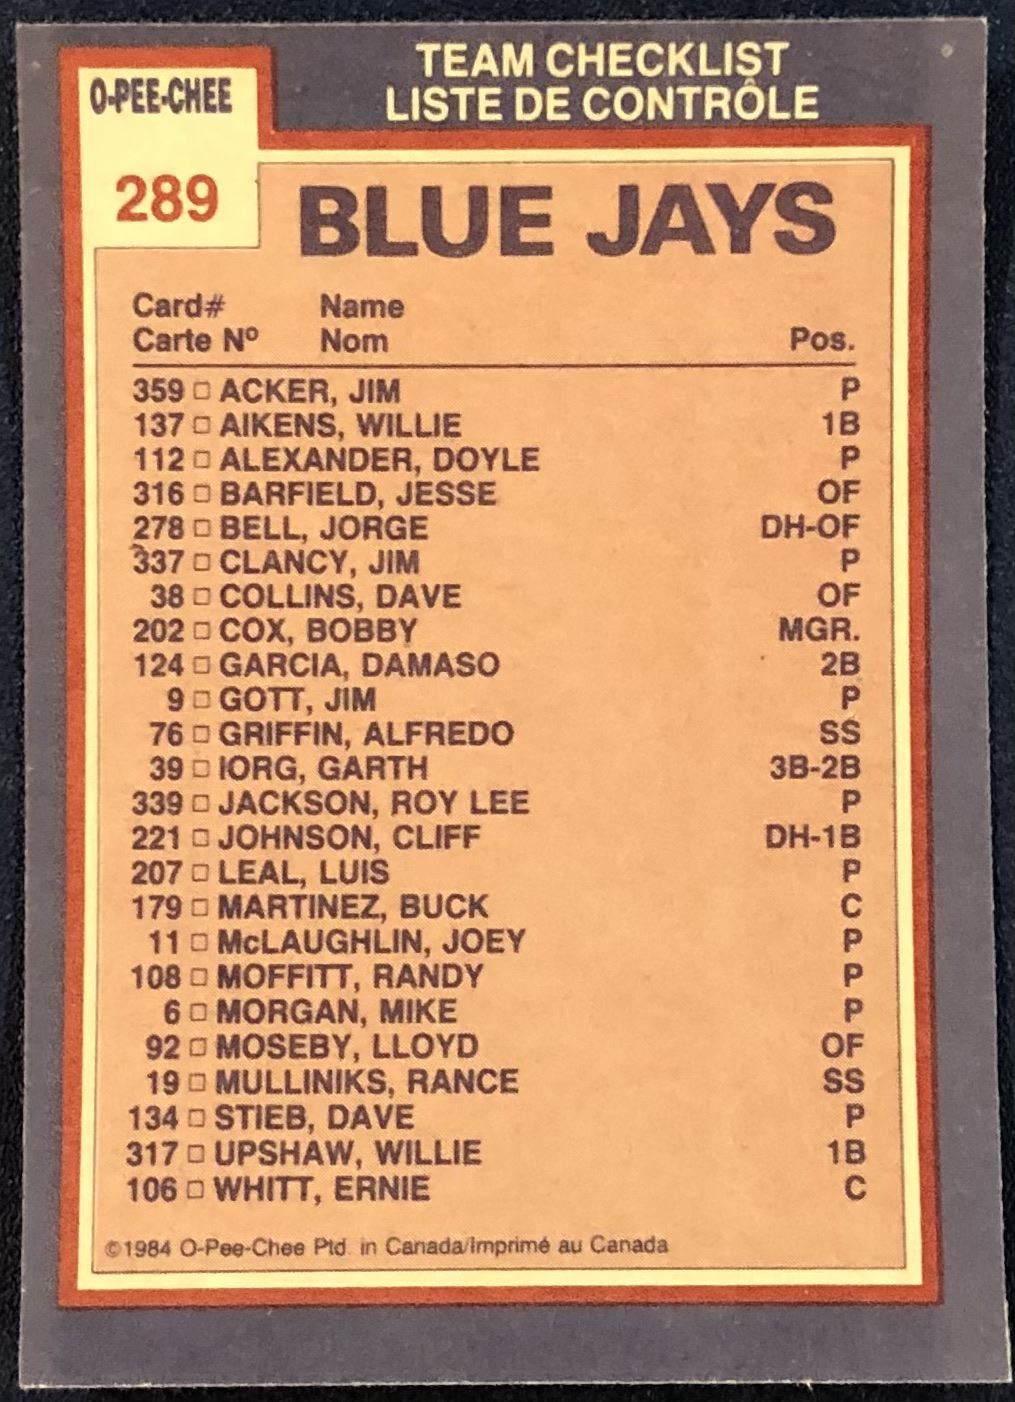 TEAM CHECKLIST
LISTE DE CONTRÔLE
O-PEE-CHEE
289
BLUE JAYS
Card# Name
Carte Nº Nom Pos.
359 □ ACKER, JIM P
137 □ AIKENS, WILLIE 1B
112 □ ALEXANDER, DOYLE P
316 □ BARFIELD, JESSE OF
278 □ BELL, JORGE DH-OF
337 □ CLANCY, JIM P
38 □ COLLINS, DAVE OF
202 □ COX, BOBBY MGR.
124 □ GARCIA, DAMASO 2B
9 □ GOTT, JIM P
76 □ GRIFFIN, ALFREDO SS
39 □ IORG, GARTH 3B-2B
339 □ JACKSON, ROY LEE P
221 □ JOHNSON, CLIFF DH-1B
207 □ LEAL, LUIS P
179 □ MARTINEZ, BUCK C
11 □ McLAUGHLIN, JOEY P
108 □ MOFFITT, RANDY P
6 □ MORGAN, MIKE P
92 □ MOSEBY, LLOYD OF
19 □ MULLINIKS, RANCE SS
134 □ STIEB, DAVE P
317 □ UPSHAW, WILLIE 1B
106 □ WHITT, ERNIE C
©1984 O-Pee-Chee Ptd. in Canada/Imprimé au Canada